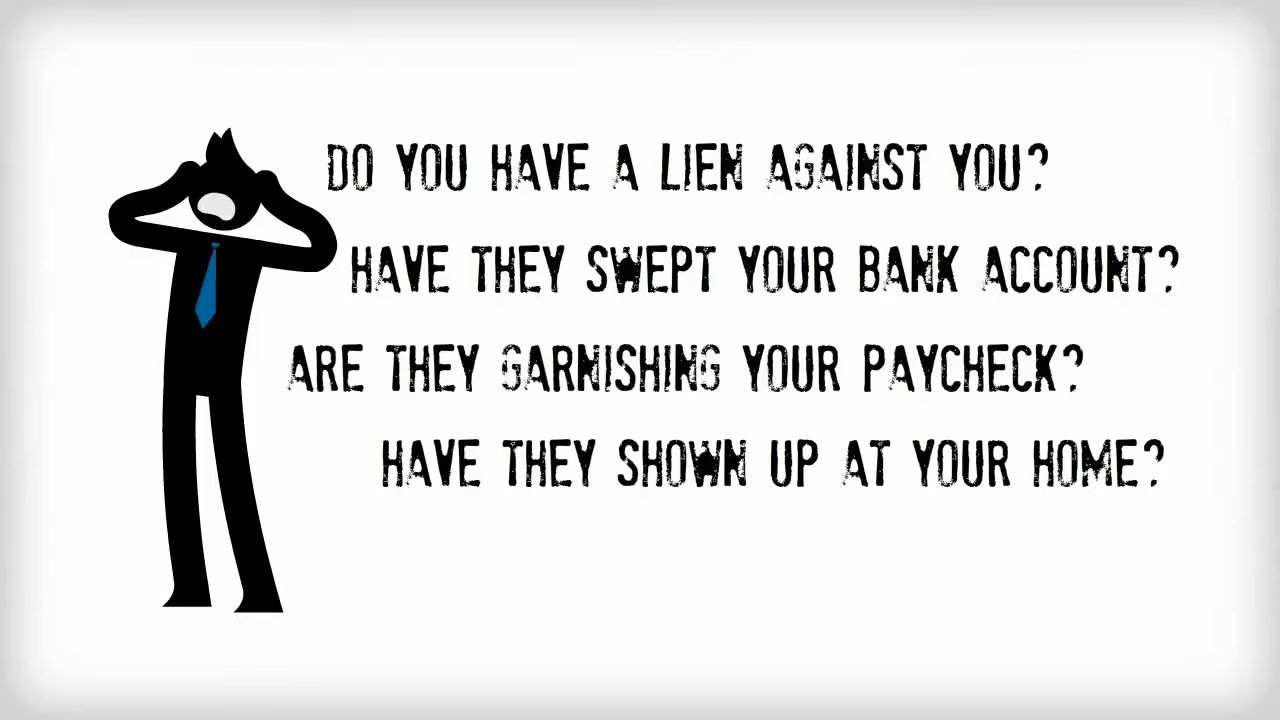 DO YOU HAVE A LIEN AGAINST YOU?
HAVE THEY SWEPT YOUR BANK ACCOUNT?
ARE THEY GARNISHING YOUR PAYCHECK?
HAVE THEY SHOWN UP AT YOUR HOME?